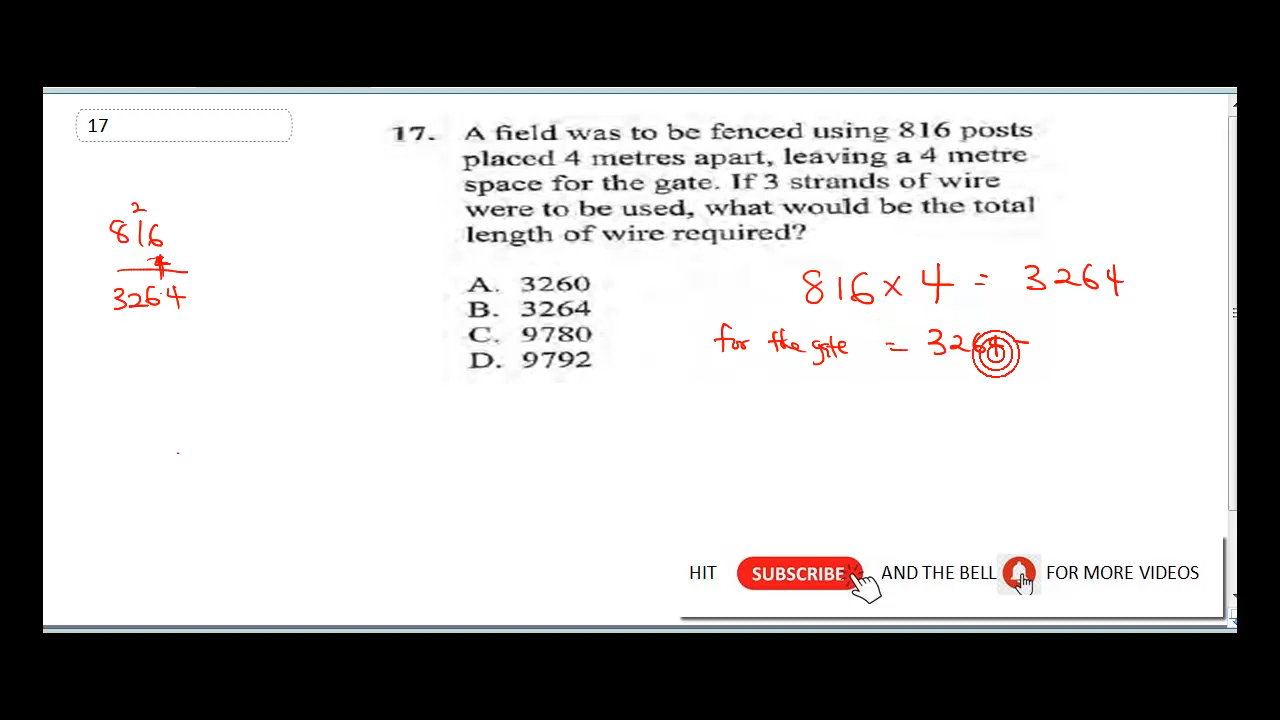 17
17. A field was to be fenced using 816 posts
placed 4 metres apart, leaving a 4 metre
space for the gate. If 3 strands of wire
were to be used, what would be the total
length of wire required?
A. 3260
B. 3264
C. 9780
D. 9792
2
816
4
3264
816 × 4 = 3264
for the gate = 3264 -
HIT SUBSCRIBE AND THE BELL FOR MORE VIDEOS